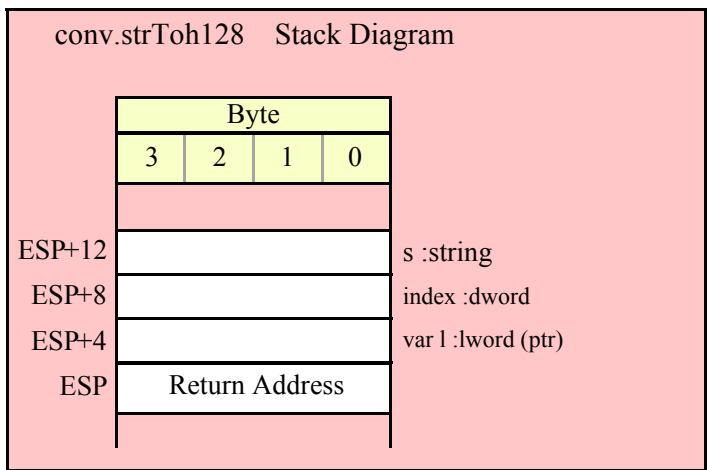 conv.strToh128 Stack Diagram
Byte
3 2 1 0
ESP+12 s :string
ESP+8 index :dword
ESP+4 var l :lword (ptr)
ESP Return Address